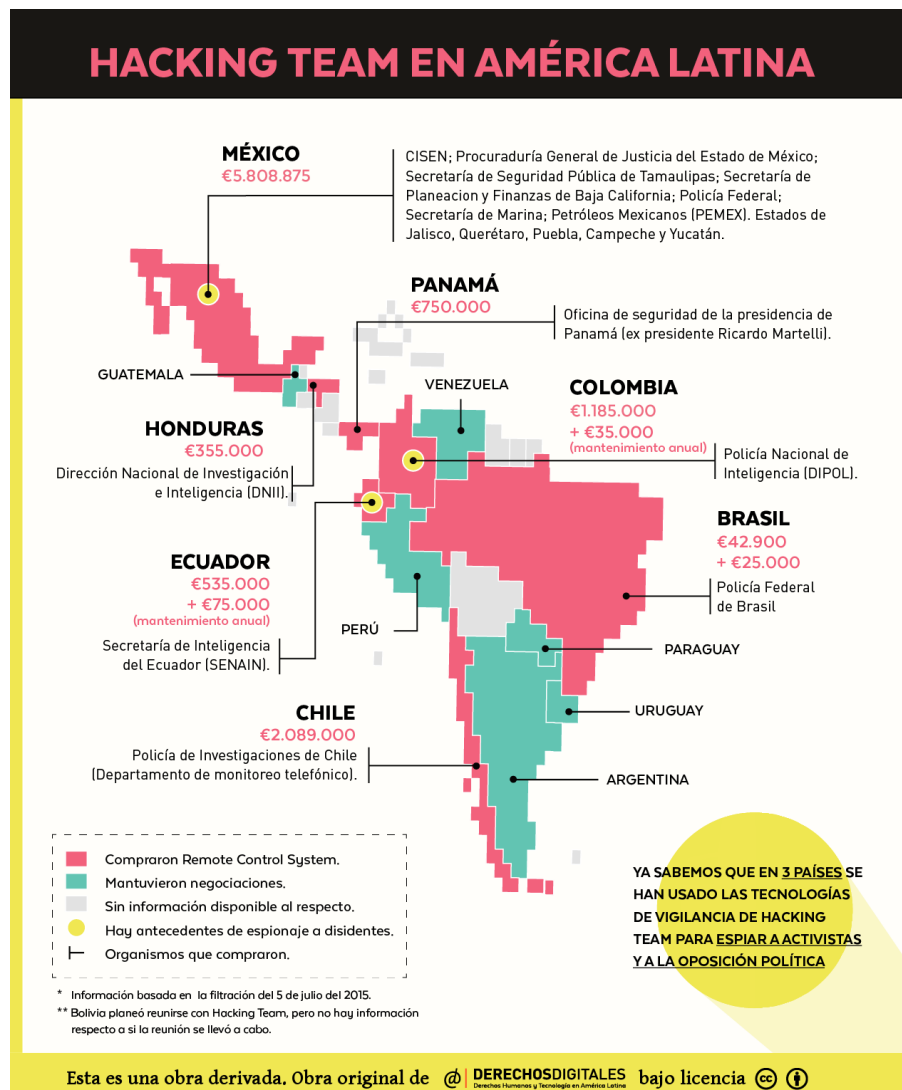 HACKING TEAM EN AMÉRICA LATINA
MÉXICO
€5.808.875
CISEN; Procuraduría General de Justicia del Estado de México;
Secretaría de Seguridad Pública de Tamaulipas; Secretaría de
Planeacion y Finanzas de Baja California; Policía Federal;
Secretaría de Marina; Petróleos Mexicanos (PEMEX). Estados de
Jalisco, Querétaro, Puebla, Campeche y Yucatán.
PANAMÁ
€750.000
Oficina de seguridad de la presidencia de
Panamá (ex presidente Ricardo Martelli).
GUATEMALA
VENEZUELA
COLOMBIA
€1.185.000
+ €35.000
(mantenimiento anual)
Policía Nacional de
Inteligencia (DIPOL).
HONDURAS
€355.000
Dirección Nacional de Investigación
e Inteligencia (DNII).
BRASIL
€42.900
+ €25.000
Policía Federal
de Brasil
ECUADOR
€535.000
+ €75.000
(mantenimiento anual)
Secretaría de Inteligencia
del Ecuador (SENAIN).
PERÚ
PARAGUAY
URUGUAY
CHILE
€2.089.000
Policía de Investigaciones de Chile
(Departamento de monitoreo telefónico).
ARGENTINA
Compraron Remote Control System.
Mantuvieron negociaciones.
Sin información disponible al respecto.
Hay antecedentes de espionaje a disidentes.
Organismos que compraron.
YA SABEMOS QUE EN 3 PAÍSES SE
HAN USADO LAS TECNOLOGÍAS
DE VIGILANCIA DE HACKING
TEAM PARA ESPIAR A ACTIVISTAS
Y A LA OPOSICIÓN POLÍTICA
* Información basada en la filtración del 5 de julio del 2015.
** Bolivia planeó reunirse con Hacking Team, pero no hay información
respecto a si la reunión se llevó a cabo.
Esta es una obra derivada. Obra original de @ DERECHOSDIGITALES bajo licencia cc
Derechos Humanos y Tecnología en América Latina